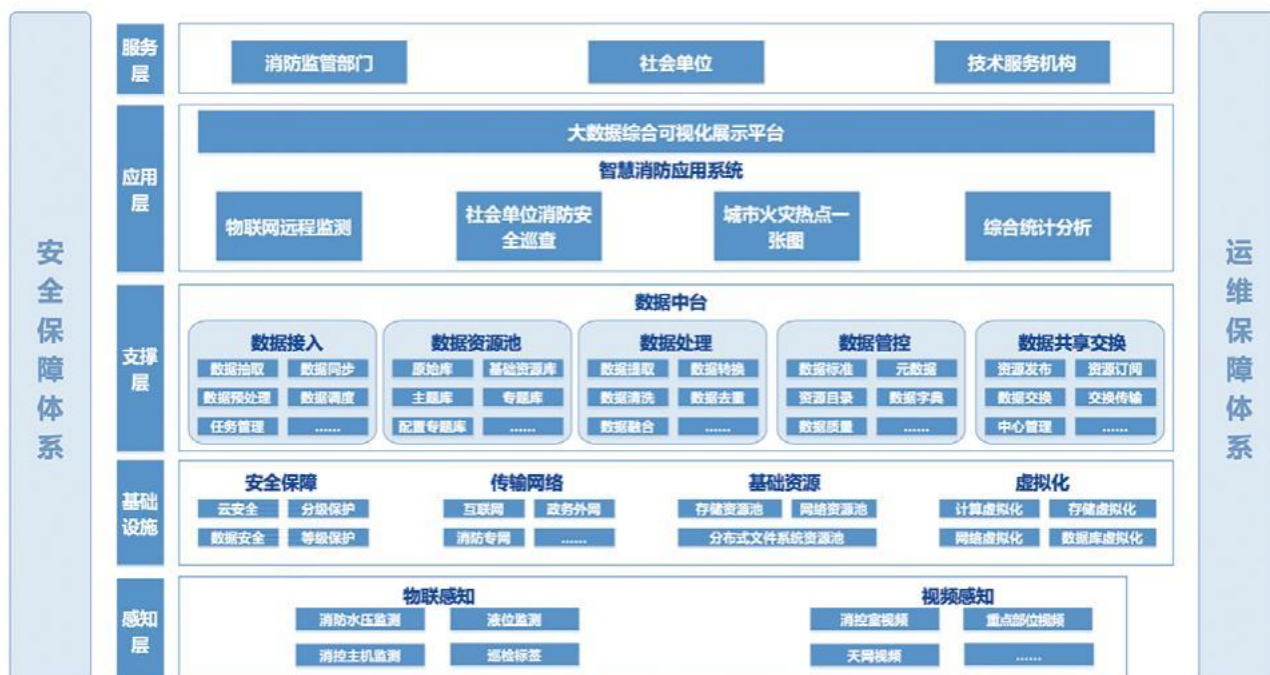 安全保障体系
服务层
消防监管部门
社会单位
技术服务机构
应用层
大数据综合可视化展示平台
智慧消防应用系统
物联网远程监测
社会单位消防安
全巡查
城市火灾热点一
张图
综合统计分析
支撑层
数据中台
数据接入
数据抽取 数据同步
数据预处理 数据调度
任务管理 ……
数据资源池
原始库 基础资源库
主题库 专题库
配置专题库 ……
数据处理
数据提取 数据转换
数据清洗 数据去重
数据融合 ……
数据管控
数据标准 元数据
资源目录 数据字典
数据质量 ……
数据共享交换
资源发布 资源订阅
数据交换 交换传输
中心管理 ……
基础
设施
安全保障
云安全 分级保护
数据安全 等级保护
传输网络
互联网 政务外网
消防专网 ……
基础资源
存储资源池 网络资源池
分布式文件系统资源池
虚拟化
计算虚拟化 存储虚拟化
网络虚拟化 数据库虚拟化
感知层
物联感知
消防水压监测 液位监测
消控主机监测 巡检标签
视频感知
消控室视频 重点部位视频
天网视频 ……
运维保障体系